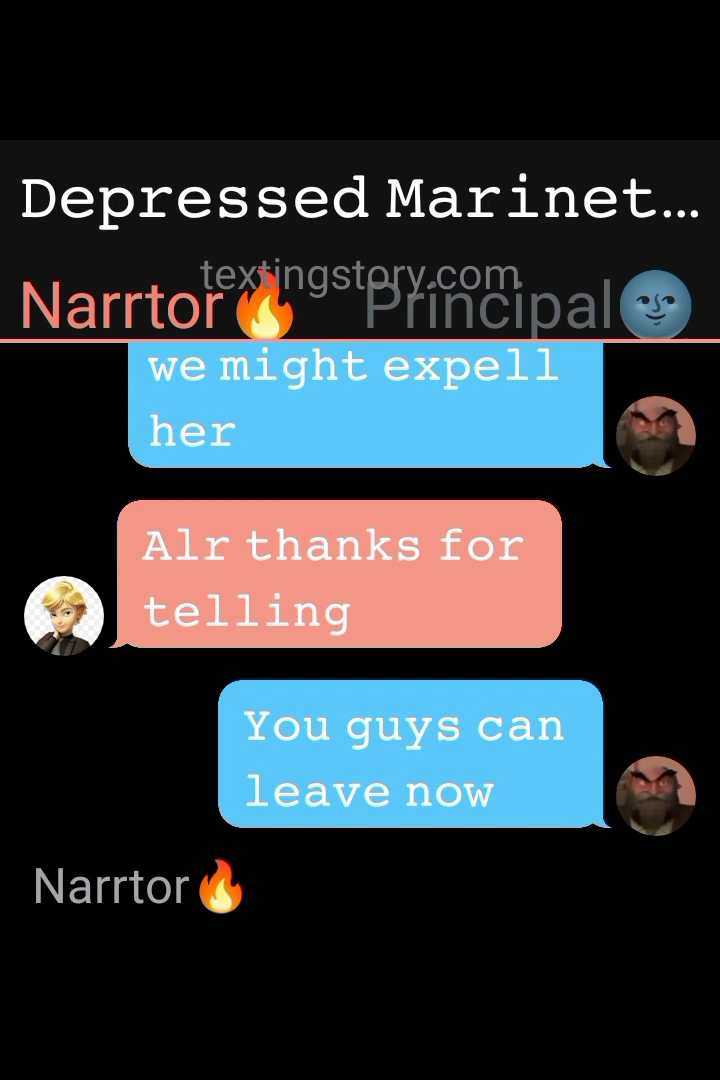 Depressed Marinet...
textingstory.com
Narrtor🔥 Principal🌚
we might expell
her
Alr thanks for
telling
You guys can
leave now
Narrtor🔥